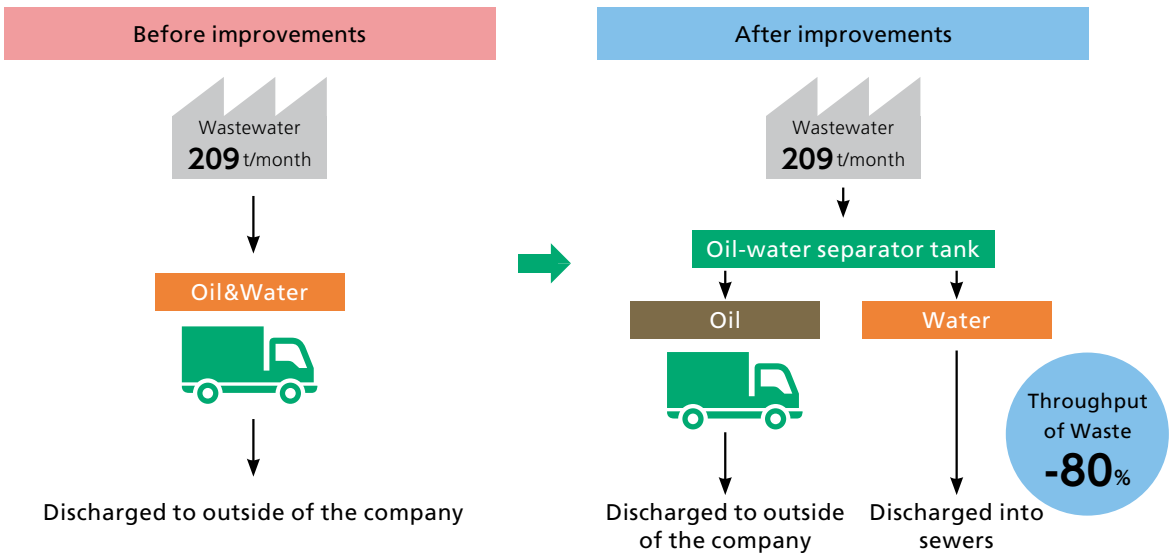 Before improvements
Wastewater
209 t/month
Oil&Water
Discharged to outside of the company
After improvements
Wastewater
209 t/month
Oil-water separator tank
Oil
Water
Discharged to outside
of the company
Discharged into
sewers
Throughput
of Waste
-80%